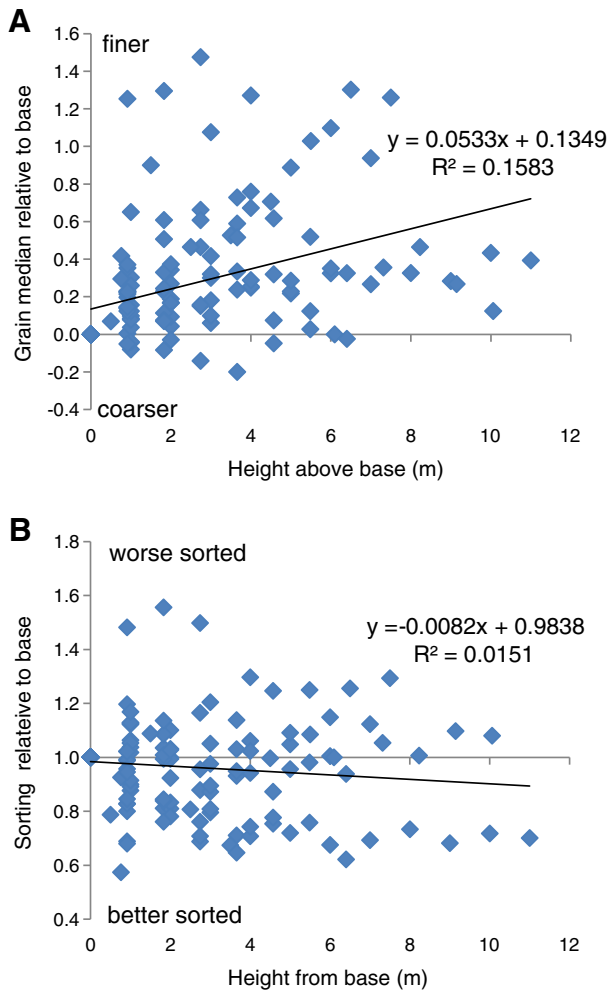 A
finer
1.6
1.4
1.2
1.0
0.8
0.6
0.4
0.2
0.0
-0.2
-0.4
Grain median relative to base
y = 0.0533x + 0.1349
R² = 0.1583
coarser
0 2 4 6 8 10 12
Height above base (m)
B
worse sorted
1.8
1.6
1.4
1.2
1.0
0.8
0.6
0.4
Sorting relateive to base
y =-0.0082x + 0.9838
R² = 0.0151
better sorted
0 2 4 6 8 10 12
Height from base (m)